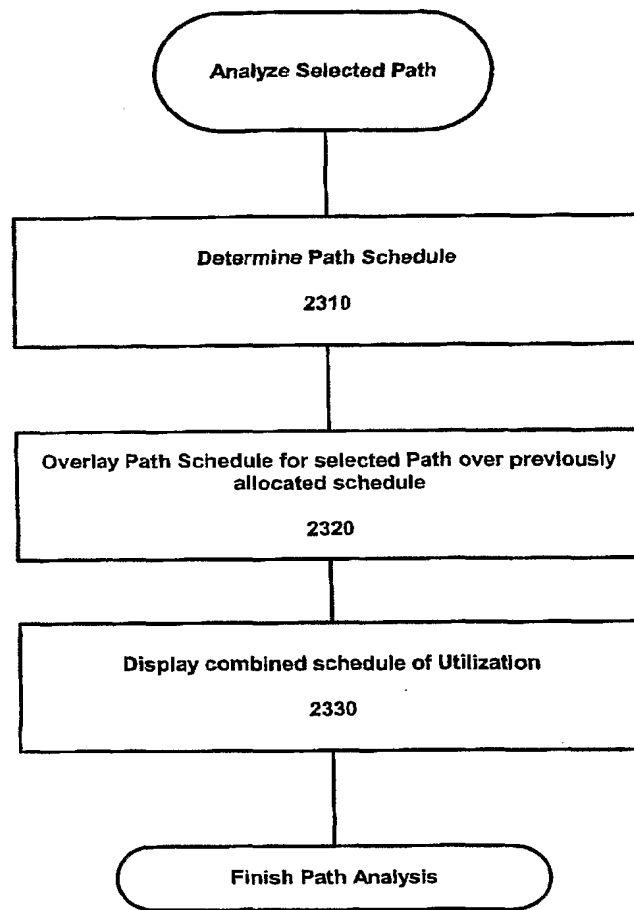 Analyze Selected Path
Determine Path Schedule
2310
Overlay Path Schedule for selected Path over previously
allocated schedule
2320
Display combined schedule of Utilization
2330
Finish Path Analysis